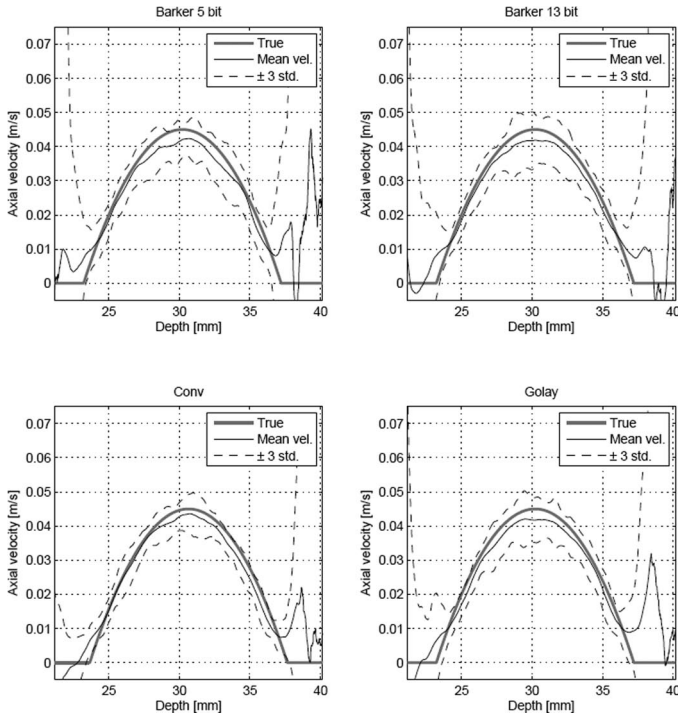 Barker 5 bit
0.07
0.06
0.05
0.04
0.03
0.02
0.01
0
Axial velocity [m/s]
True
Mean vel.
± 3 std.
25 30 35 40
Depth [mm]
Barker 13 bit
0.07
0.06
0.05
0.04
0.03
0.02
0.01
0
Axial velocity [m/s]
True
Mean vel.
± 3 std.
25 30 35 40
Depth [mm]
Conv
0.07
0.06
0.05
0.04
0.03
0.02
0.01
0
Axial velocity [m/s]
True
Mean vel.
± 3 std.
25 30 35 40
Depth [mm]
Golay
0.07
0.06
0.05
0.04
0.03
0.02
0.01
0
Axial velocity [m/s]
True
Mean vel.
± 3 std.
25 30 35 40
Depth [mm]